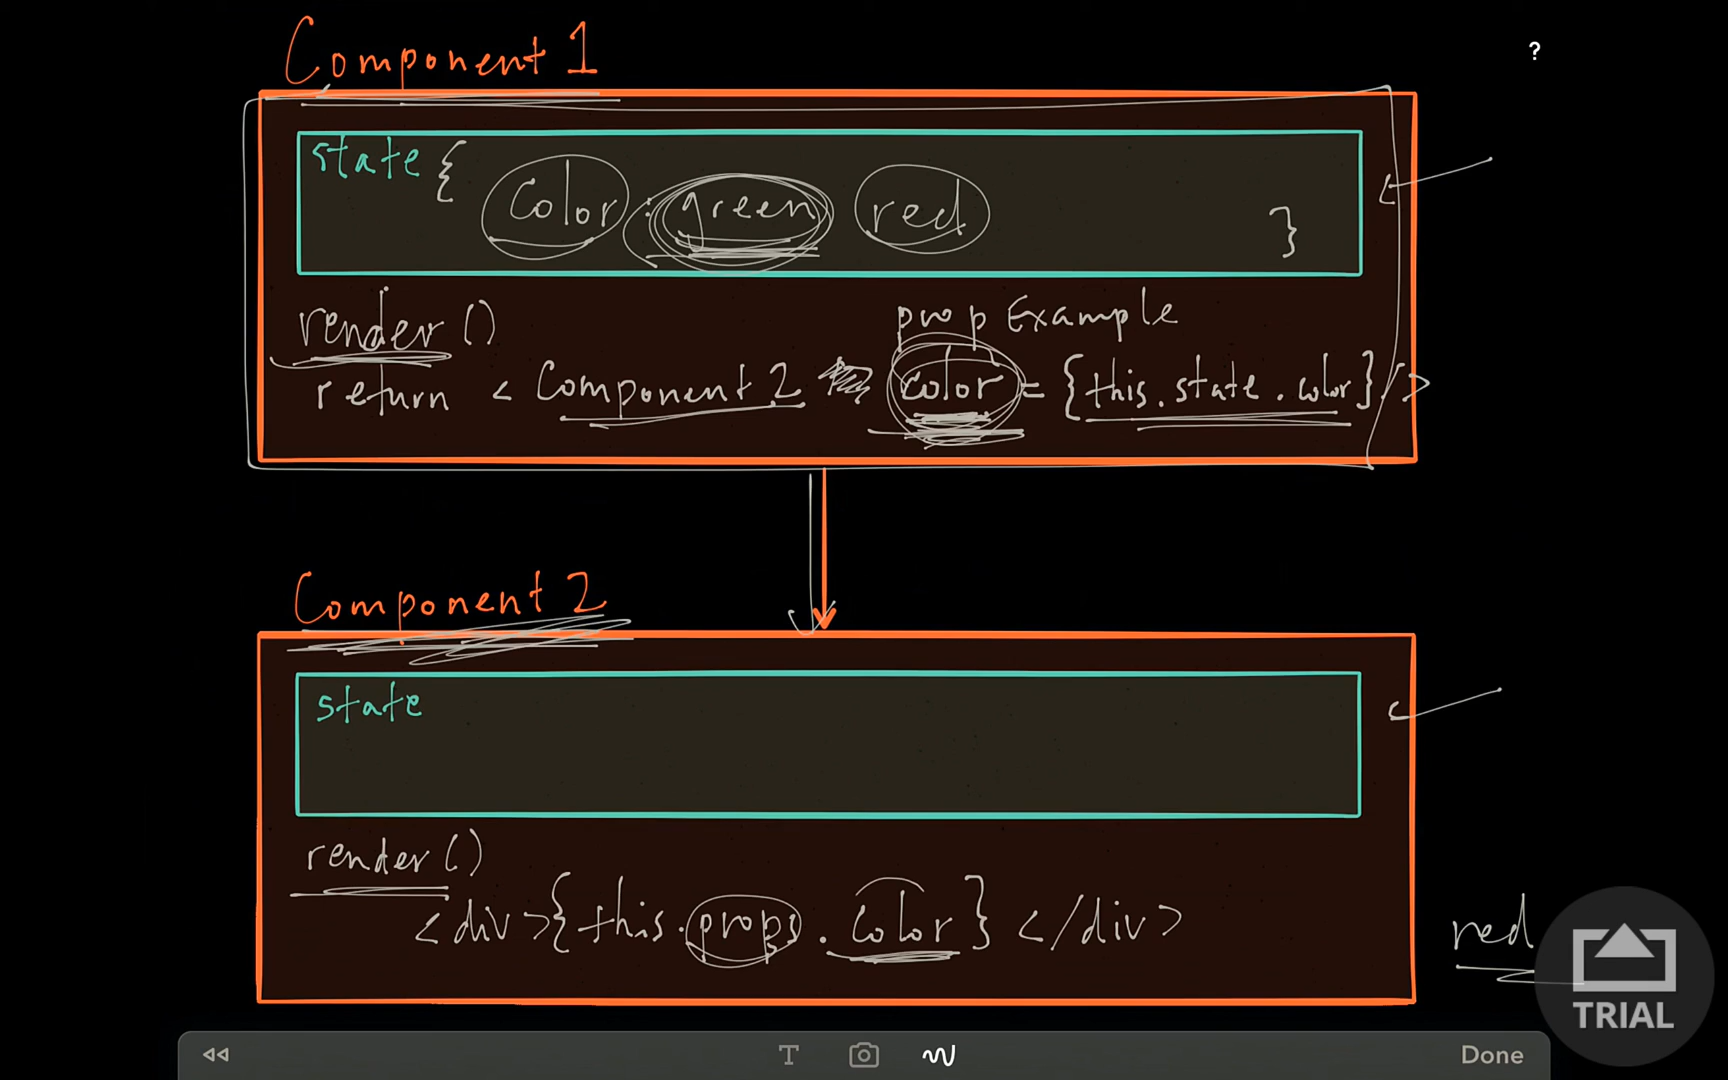 Component 1
?
state { Color : green red }
render ()
prop Example
return < Component 2 color = {this.state.color} />
Component 2
state
render ()
<div>{this.props.color} </div>
red
TRIAL
T
Done